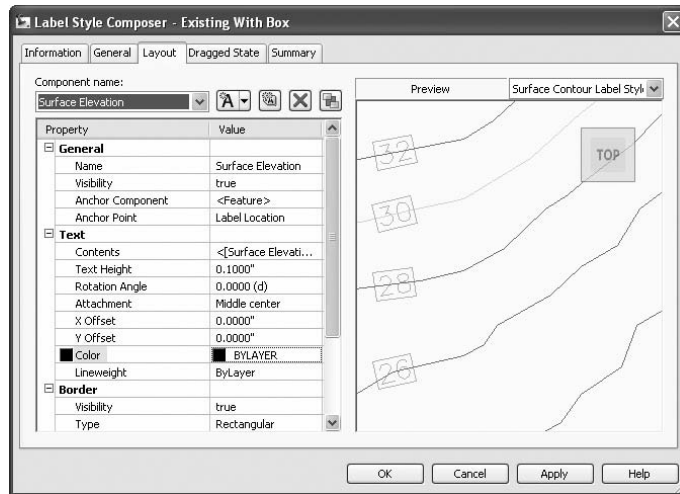 Label Style Composer - Existing With Box
Information General Layout Dragged State Summary
Component name:
Surface Elevation
Preview
Surface Contour Label Styl
Property Value
General
Name Surface Elevation
Visibility true
Anchor Component <Feature>
Anchor Point Label Location
Text
Contents <[Surface Elevati...
Text Height 0.1000"
Rotation Angle 0.0000 (d)
Attachment Middle center
X Offset 0.0000"
Y Offset 0.0000"
Color BYLAYER
Lineweight ByLayer
Border
Visibility true
Type Rectangular
TOP
32
30
28
26
OK Cancel Apply Help